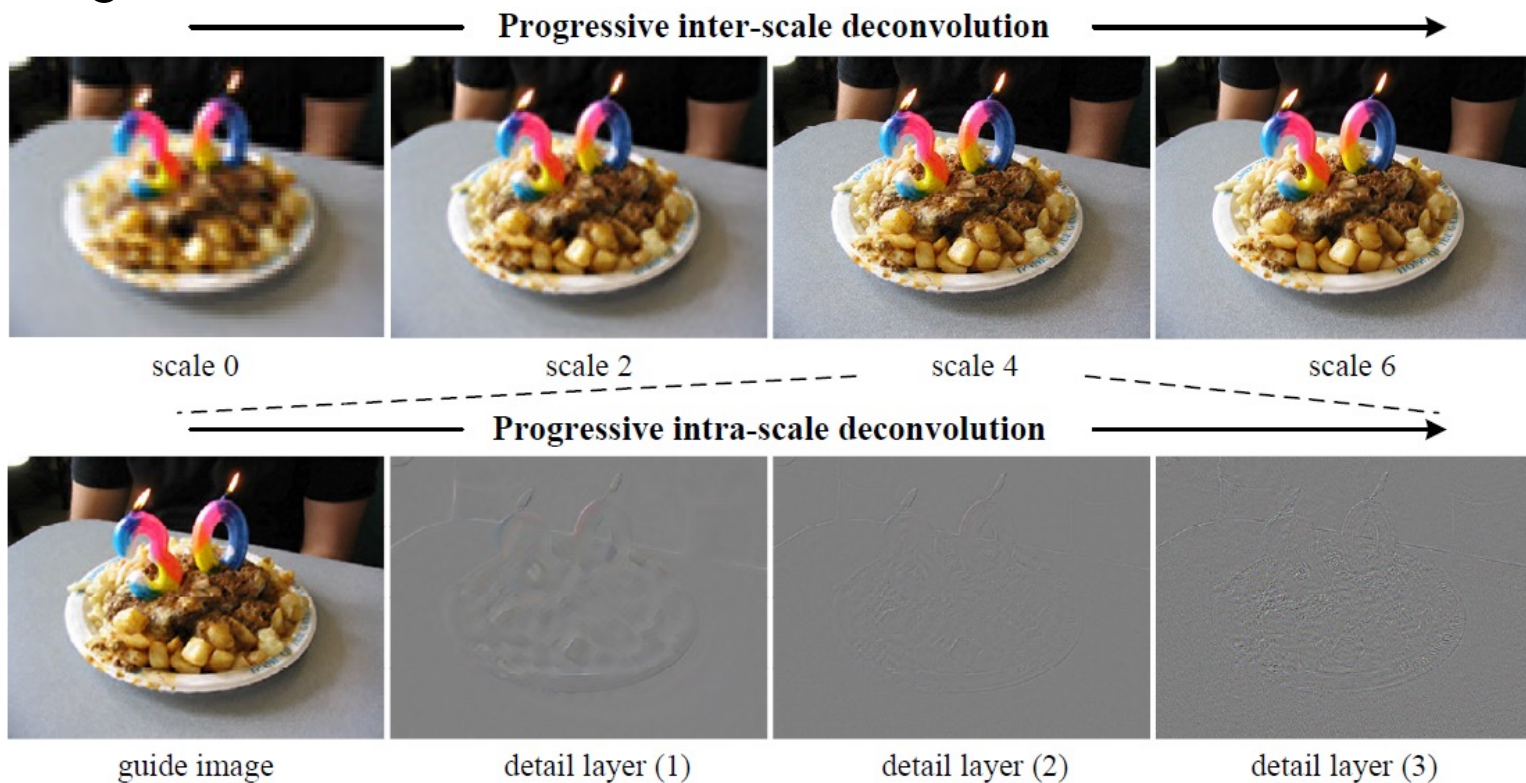 Progressive inter-scale deconvolution
scale 0
scale 2
scale 4
scale 6
Progressive intra-scale deconvolution
guide image
detail layer (1)
detail layer (2)
detail layer (3)